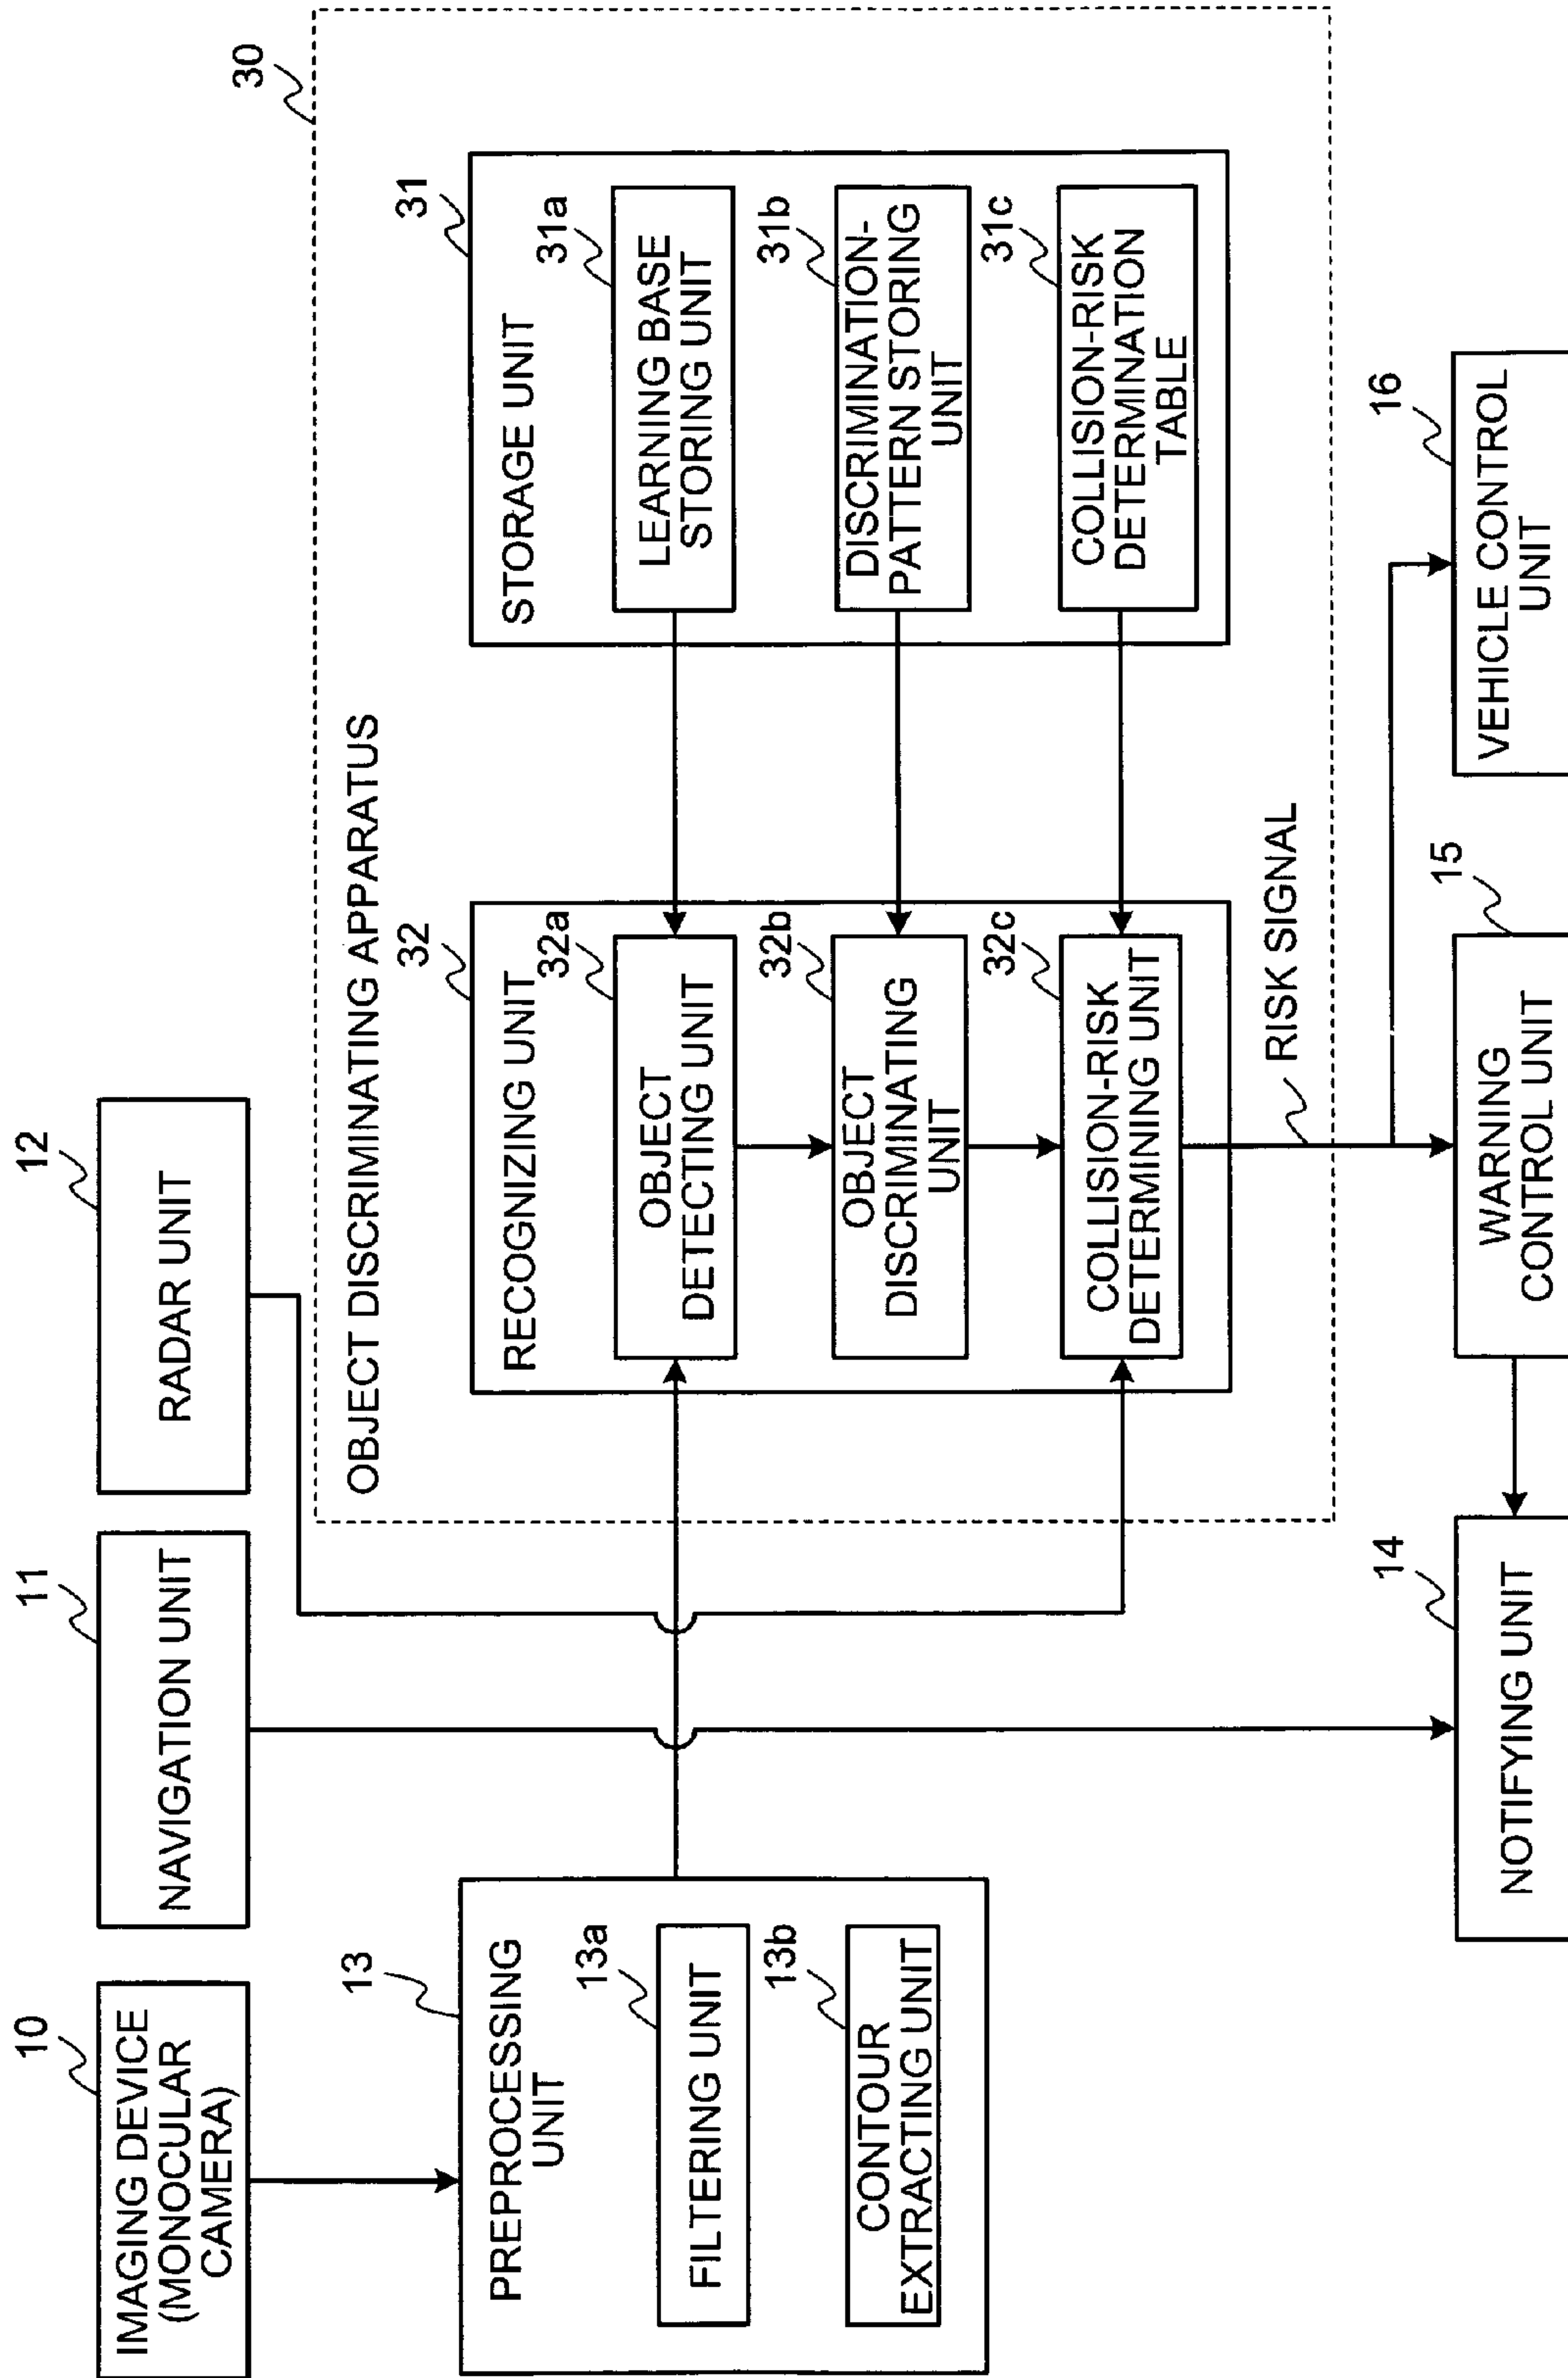 10
IMAGING DEVICE
(MONOCULAR
CAMERA)
11
NAVIGATION UNIT
12
RADAR UNIT
30
13
PREPROCESSING
UNIT
13a
FILTERING UNIT
13b
CONTOUR
EXTRACTING UNIT
OBJECT DISCRIMINATING APPARATUS
32
RECOGNIZING UNIT
32a
OBJECT
DETECTING UNIT
32b
OBJECT
DISCRIMINATING
UNIT
32c
COLLISION-RISK
DETERMINING UNIT
31
STORAGE UNIT
31a
LEARNING BASE
STORING UNIT
31b
DISCRIMINATION-
PATTERN STORING
UNIT
31c
COLLISION-RISK
DETERMINATION
TABLE
RISK SIGNAL
14
NOTIFYING UNIT
15
WARNING
CONTROL UNIT
16
VEHICLE CONTROL
UNIT